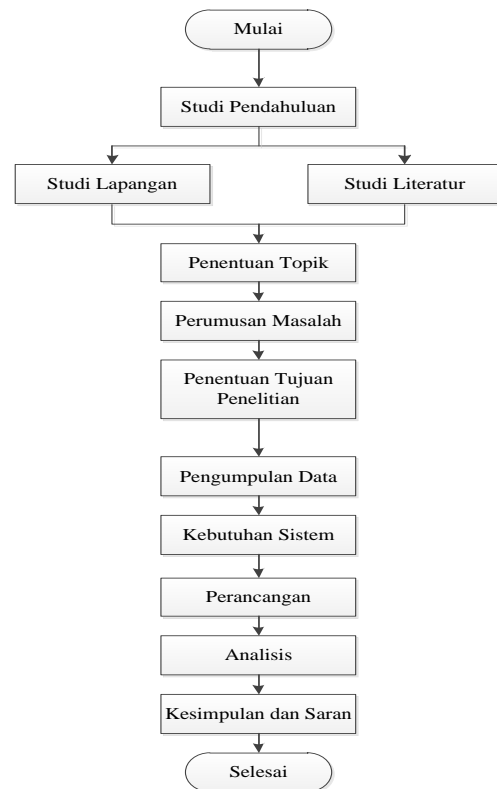 Mulai
Studi Pendahuluan
Studi Lapangan
Studi Literatur
Penentuan Topik
Perumusan Masalah
Penentuan Tujuan
Penelitian
Pengumpulan Data
Kebutuhan Sistem
Perancangan
Analisis
Kesimpulan dan Saran
Selesai